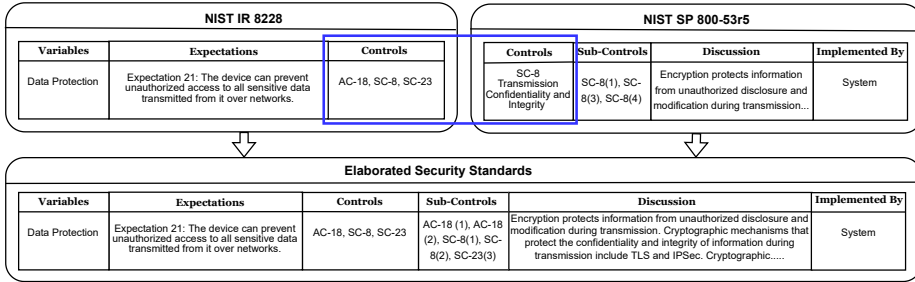 NIST IR 8228
Variables Expectations Controls
Data Protection
Expectation 21: The device can prevent
unauthorized access to all sensitive data
transmitted from it over networks.
AC-18, SC-8, SC-23
NIST SP 800-53r5
Controls Sub-Controls Discussion Implemented By
SC-8
Transmission
Confidentiality and
Integrity
SC-8(1), SC-
8(3), SC-8(4)
Encryption protects information
from unauthorized disclosure and
modification during transmission...
System
Elaborated Security Standards
Variables Expectations Controls Sub-Controls Discussion Implemented By
Data Protection
Expectation 21: The device can prevent
unauthorized access to all sensitive data
transmitted from it over networks.
AC-18, SC-8, SC-23
AC-18 (1), AC-18
(2), SC-8(1), SC-
8(2), SC-23(3)
Encryption protects information from unauthorized disclosure and
modification during transmission. Cryptographic mechanisms that
protect the confidentiality and integrity of information during
transmission include TLS and IPSec. Cryptographic.....
System